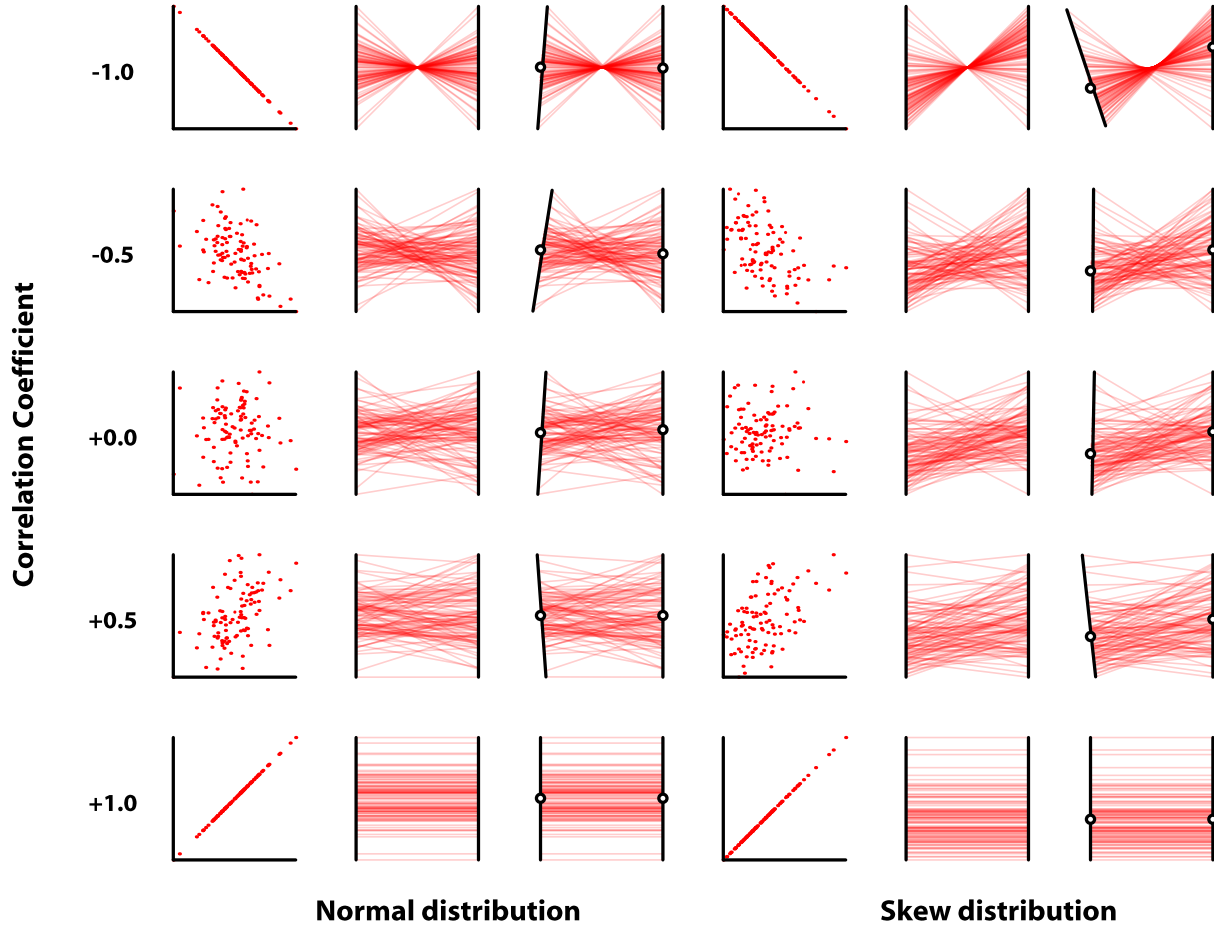 Correlation Coefficient
-1.0
-0.5
+0.0
+0.5
+1.0
Normal distribution
Skew distribution